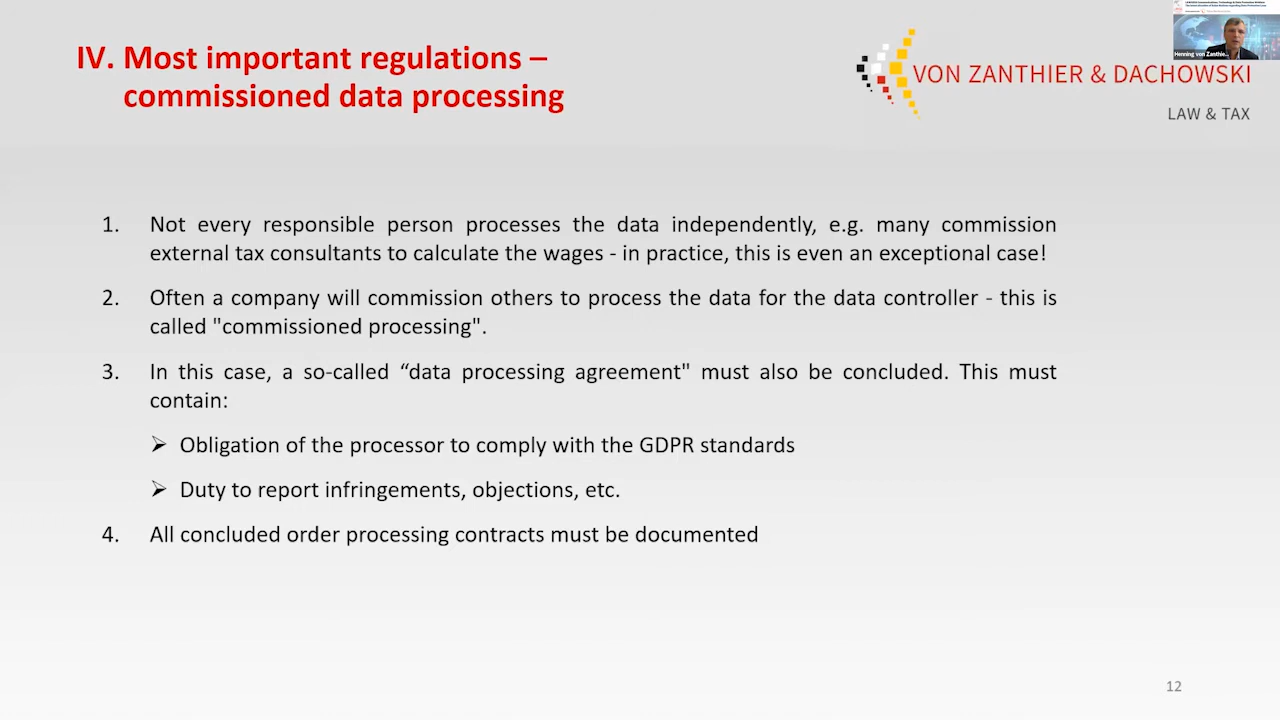 IV. Most important regulations –
commissioned data processing
VON ZANTHIER & DACHOWSKI
LAW & TAX
Henning von Zanthie...
1. Not every responsible person processes the data independently, e.g. many commission
external tax consultants to calculate the wages - in practice, this is even an exceptional case!
2. Often a company will commission others to process the data for the data controller - this is
called "commissioned processing".
3. In this case, a so-called “data processing agreement" must also be concluded. This must
contain:
➢ Obligation of the processor to comply with the GDPR standards
➢ Duty to report infringements, objections, etc.
4. All concluded order processing contracts must be documented
12